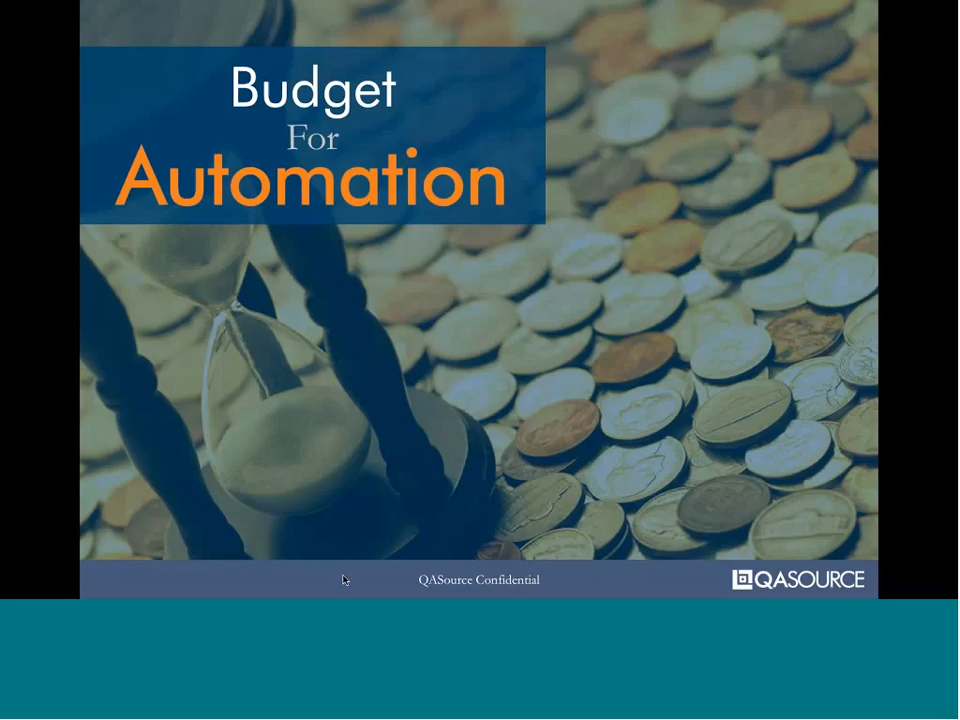 Budget
For
Automation
QASource Confidential
QASOURCE